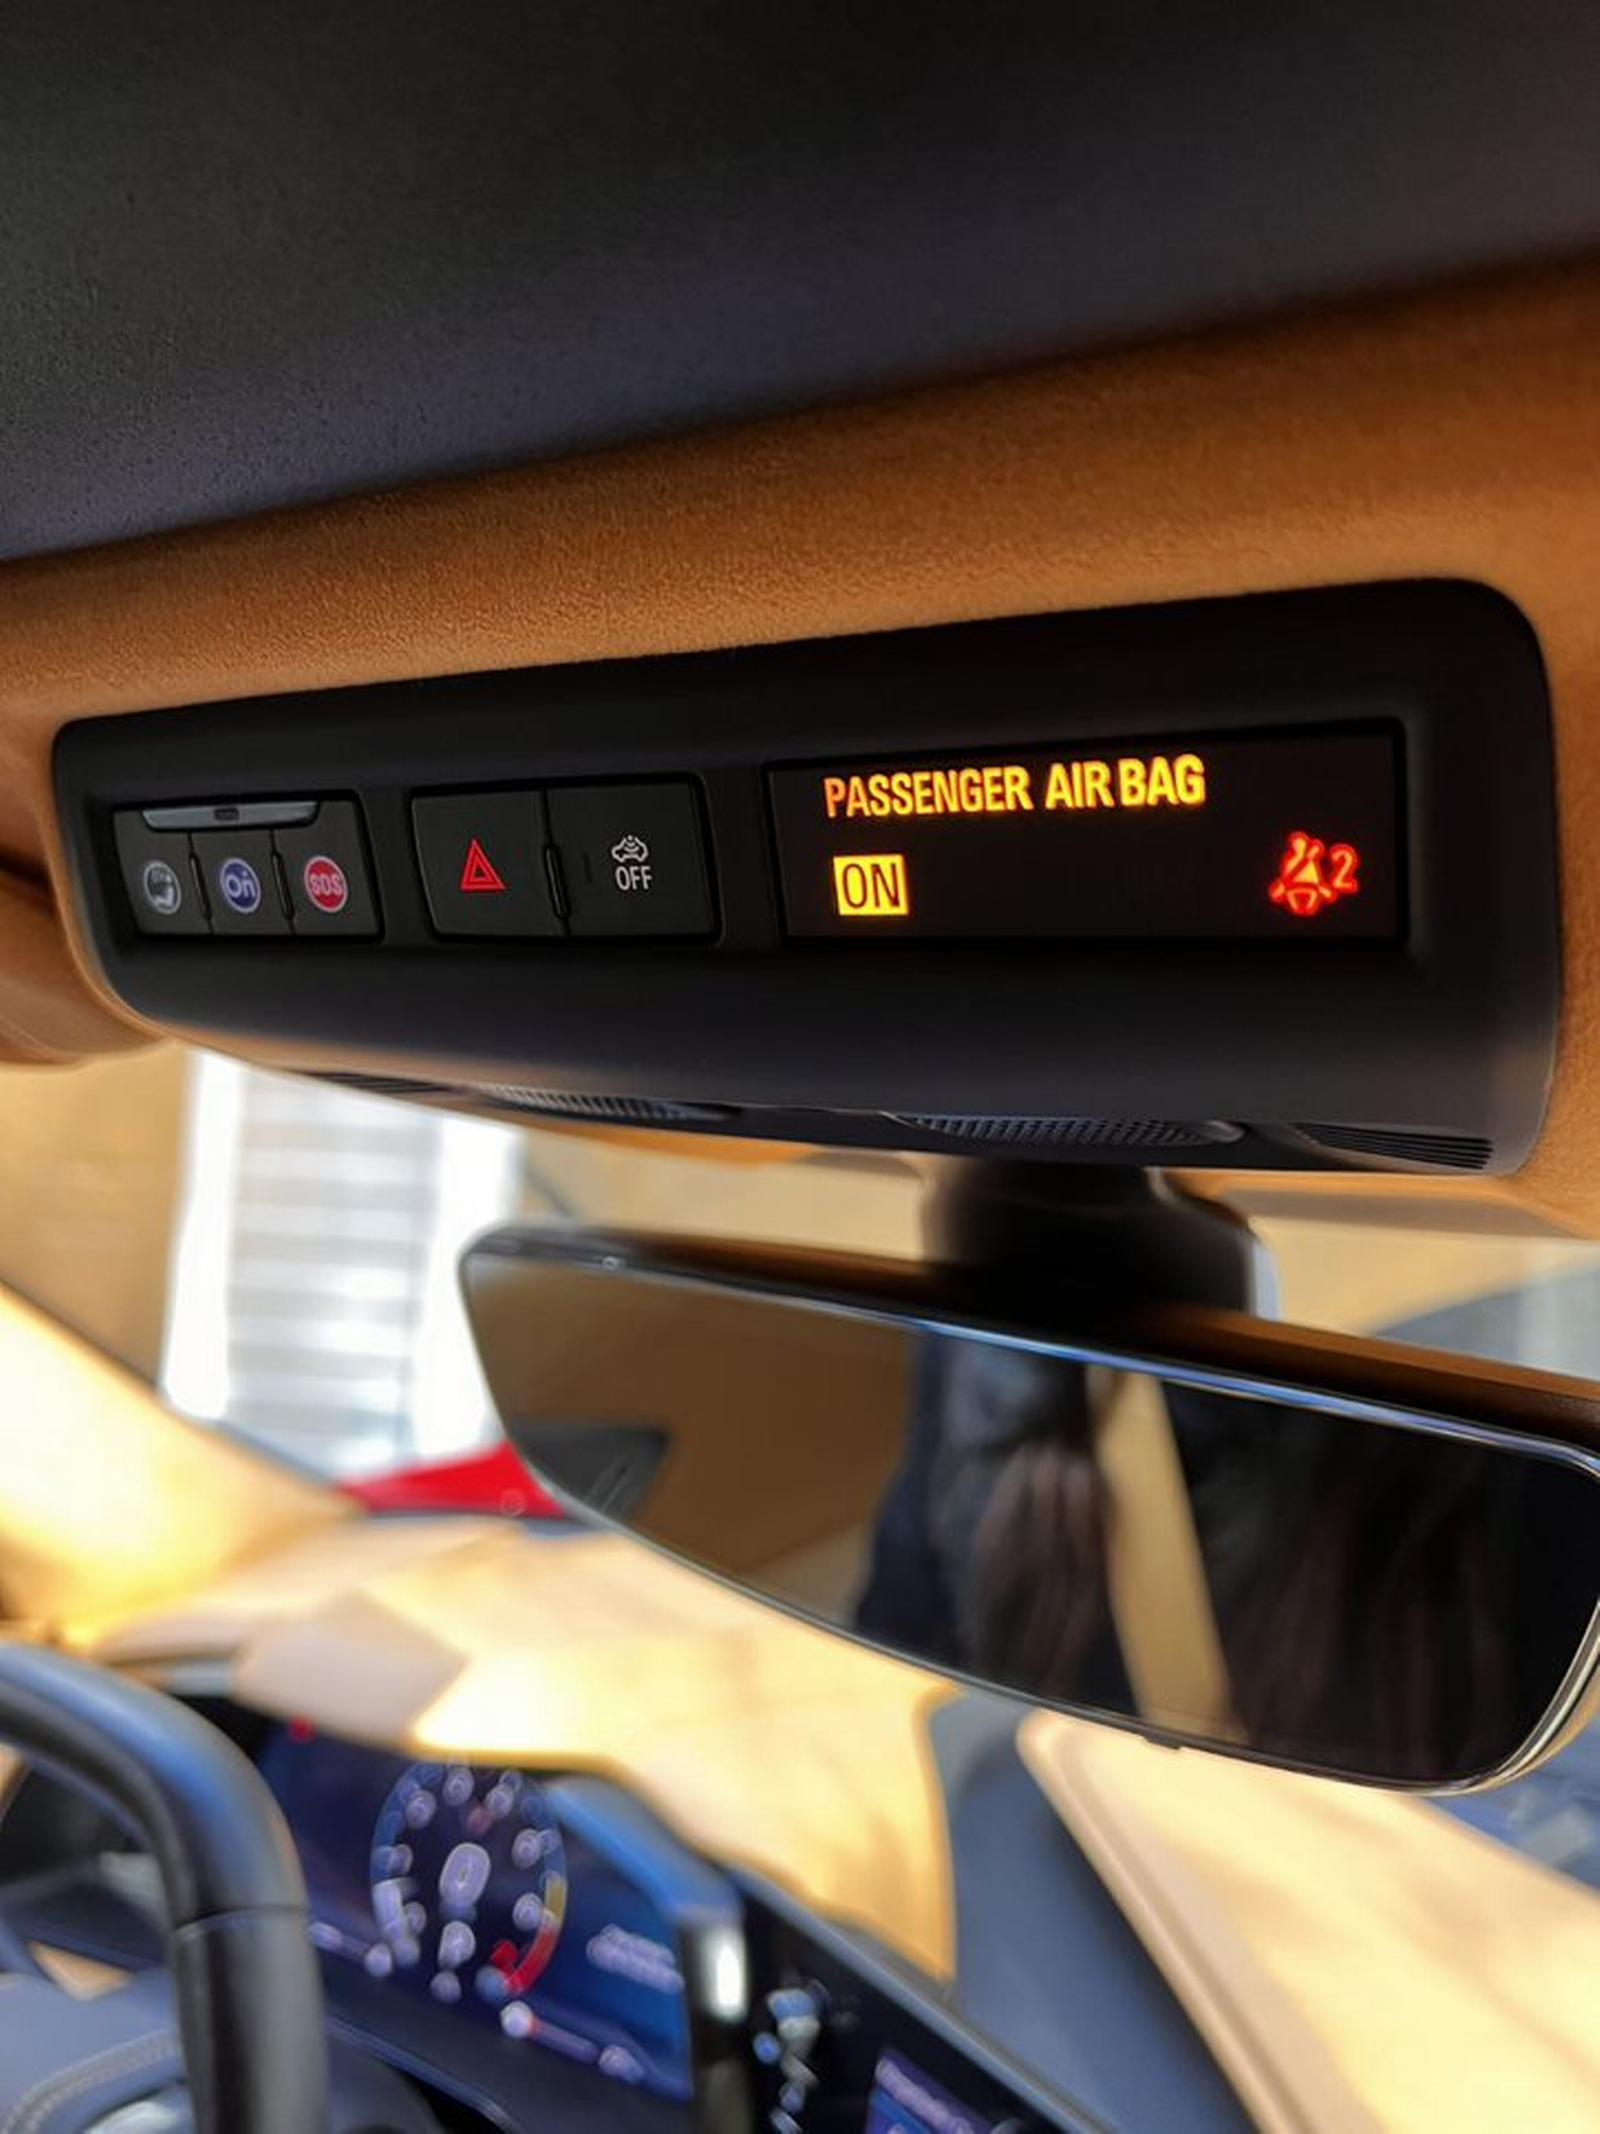 PASSENGER AIR BAG
On SOS OFF ON 2